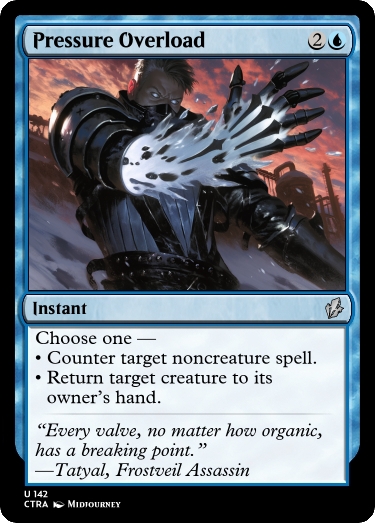 Pressure Overload 2
Instant
Choose one —
• Counter target noncreature spell.
• Return target creature to its
owner's hand.
“Every valve, no matter how organic,
has a breaking point.”
—Tatyal, Frostveil Assassin
U 142
CTRA Midjourney